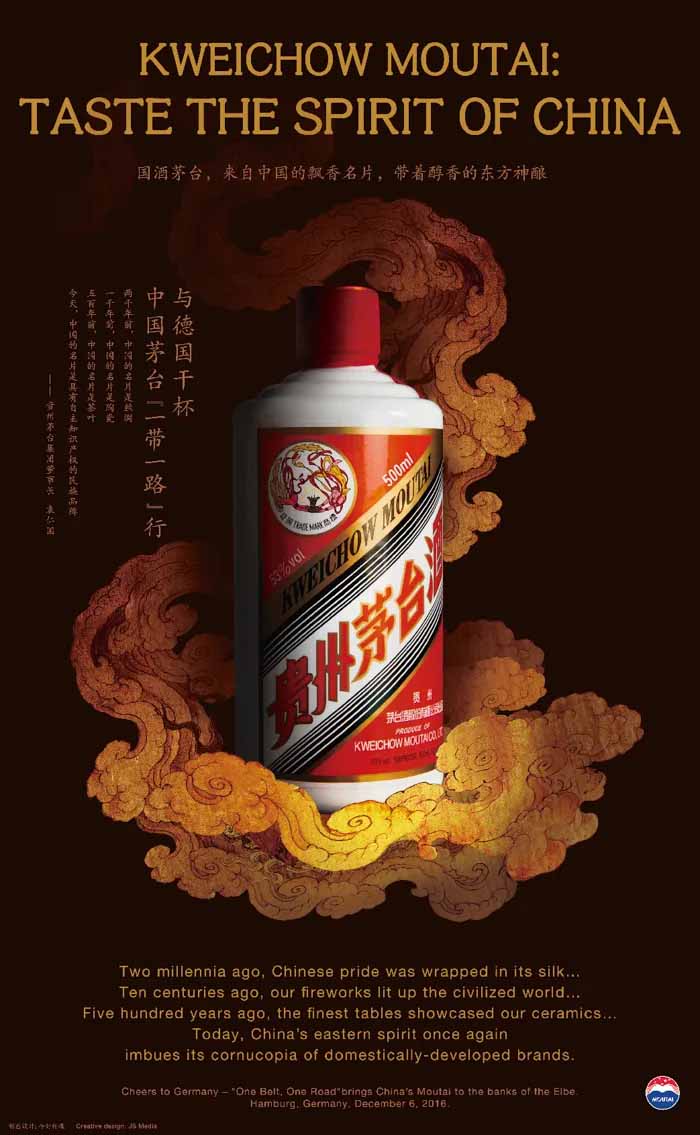 KWEICHOW MOUTAI:
TASTE THE SPIRIT OF CHINA
国酒茅台，来自中国的飘香名片，带着醇香的东方神酿
与德国干杯
中国茅台『一带一路』行
两千年前，中国的名片是丝绸
一千年前，中国的名片是陶瓷
五百年前，中国的名片是茶叶
今天，中国的名片是具有自主知识产权的民族品牌
——贵州茅台集团董事长 袁仁国
500ml
TRADE MARK
53%vol
KWEICHOW MOUTAI
贵州茅台酒
贵 州
PRODUCE OF
KWEICHOW MOUTAI CO., LT
Two millennia ago, Chinese pride was wrapped in its silk...
Ten centuries ago, our fireworks lit up the civilized world...
Five hundred years ago, the finest tables showcased our ceramics...
Today, China's eastern spirit once again
imbues its cornucopia of domestically-developed brands.
Cheers to Germany – "One Belt, One Road"brings China's Moutai to the banks of the Elbe.
Hamburg, Germany, December 6, 2016.
MOUTAI
Creative design: JS Media